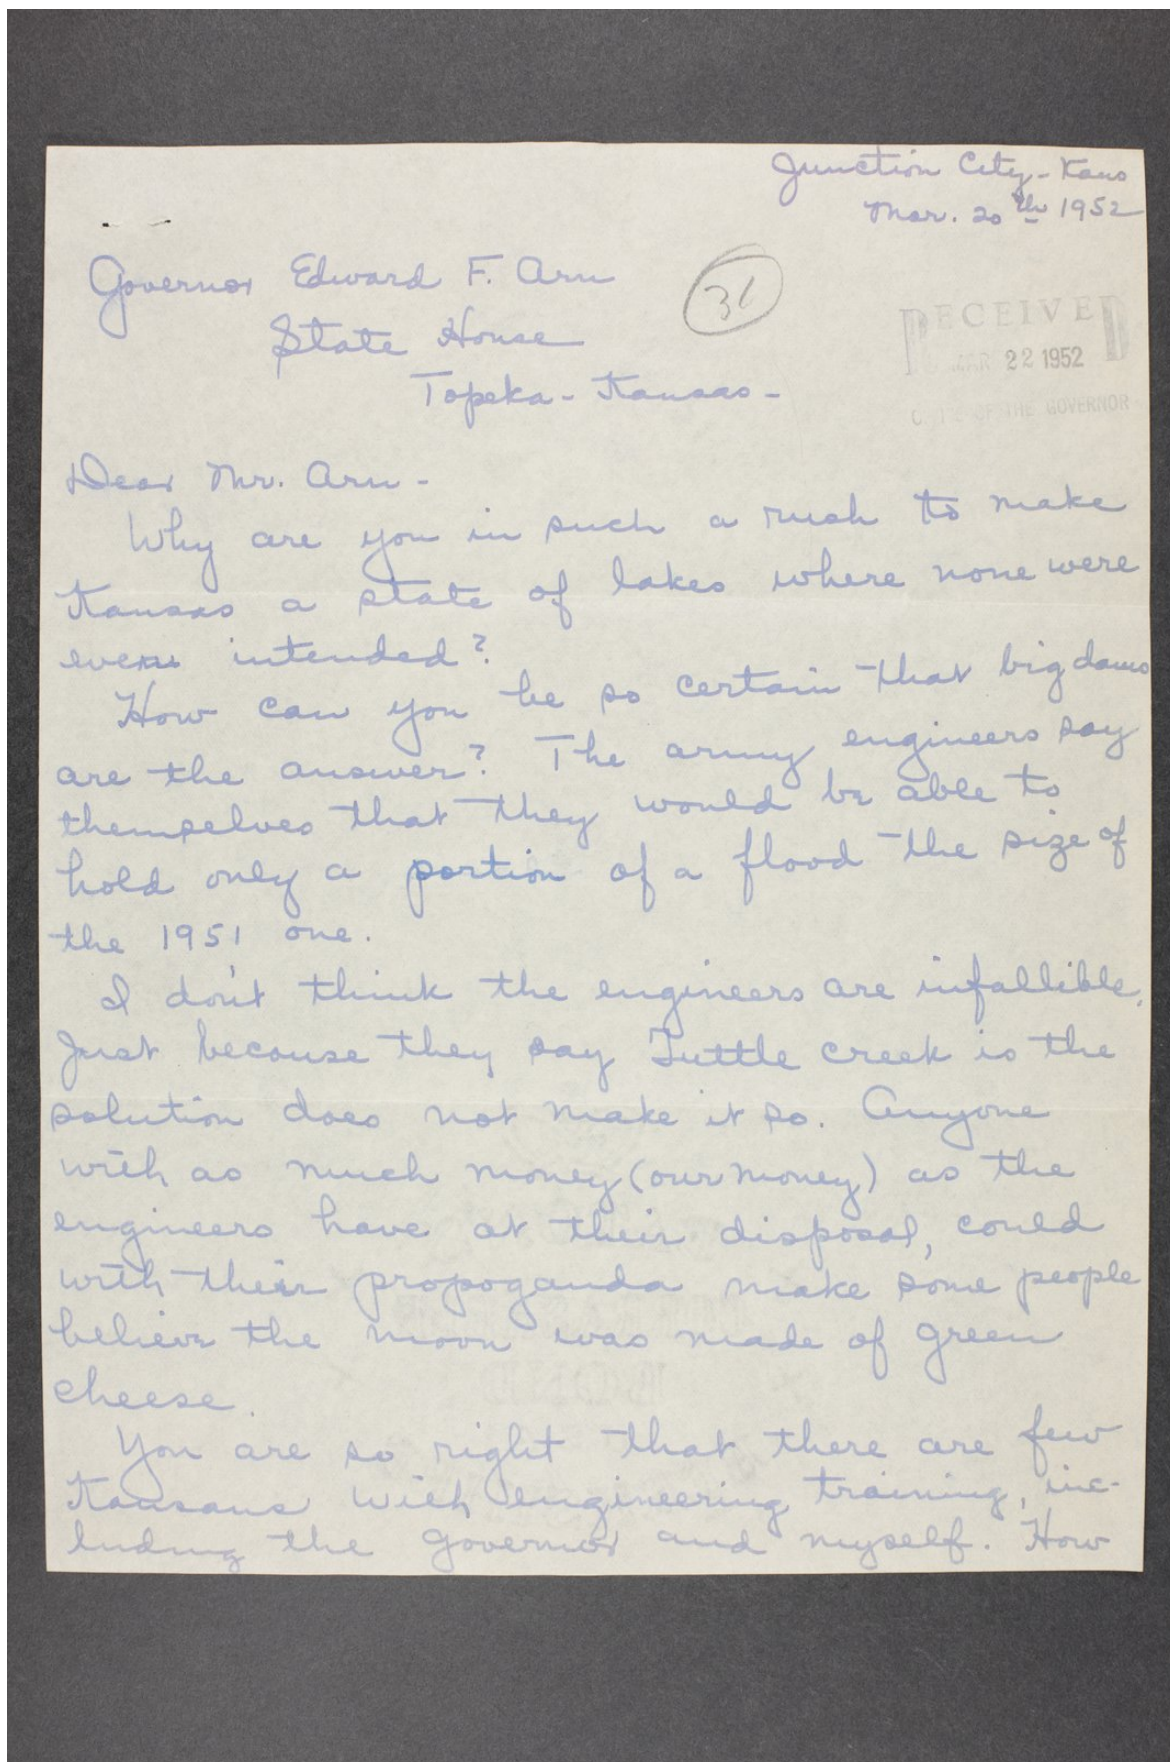 Junction City - Kans
Mar. 20th 1952
Governor Edward F. Arn
31
State House
RECEIVED
MAR 22 1952
OFFICE OF THE GOVERNOR
Topeka - Kansas -
Dear Mr. Arn -
Why are you in such a rush to make
Kansas a state of lakes where none were
ever intended?
How can you be so certain that big dams
are the answer? The army engineers say
themselves that they would be able to
hold only a portion of a flood the size of
the 1951 one.
I don't think the engineers are infallible.
Just becouse they say Tuttle creek is the
solution does not make it so. Anyone
with as much money (our money) as the
engineers have at their disposal, could
with their propoganda make some people
believe the moon was made of green
cheese.
You are so right that there are few
Kansans with engineering training, inc-
luding the governor and myself. How